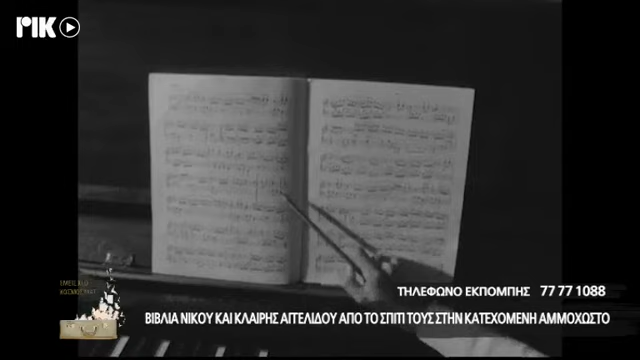 ΡΙΚ
ΤΗΛΕΦΩΝΟ ΕΚΠΟΜΠΗΣ 77 77 1088
ΒΙΒΛΙΑ ΝΙΚΟΥ ΚΑΙ ΚΛΑΙΡΗΣ ΑΓΓΕΛΙΔΟΥ ΑΠΟ ΤΟ ΣΠΙΤΙ ΤΟΥΣ ΣΤΗΝ ΚΑΤΕΧΟΜΕΝΗ ΑΜΜΟΧΩΣΤΟ